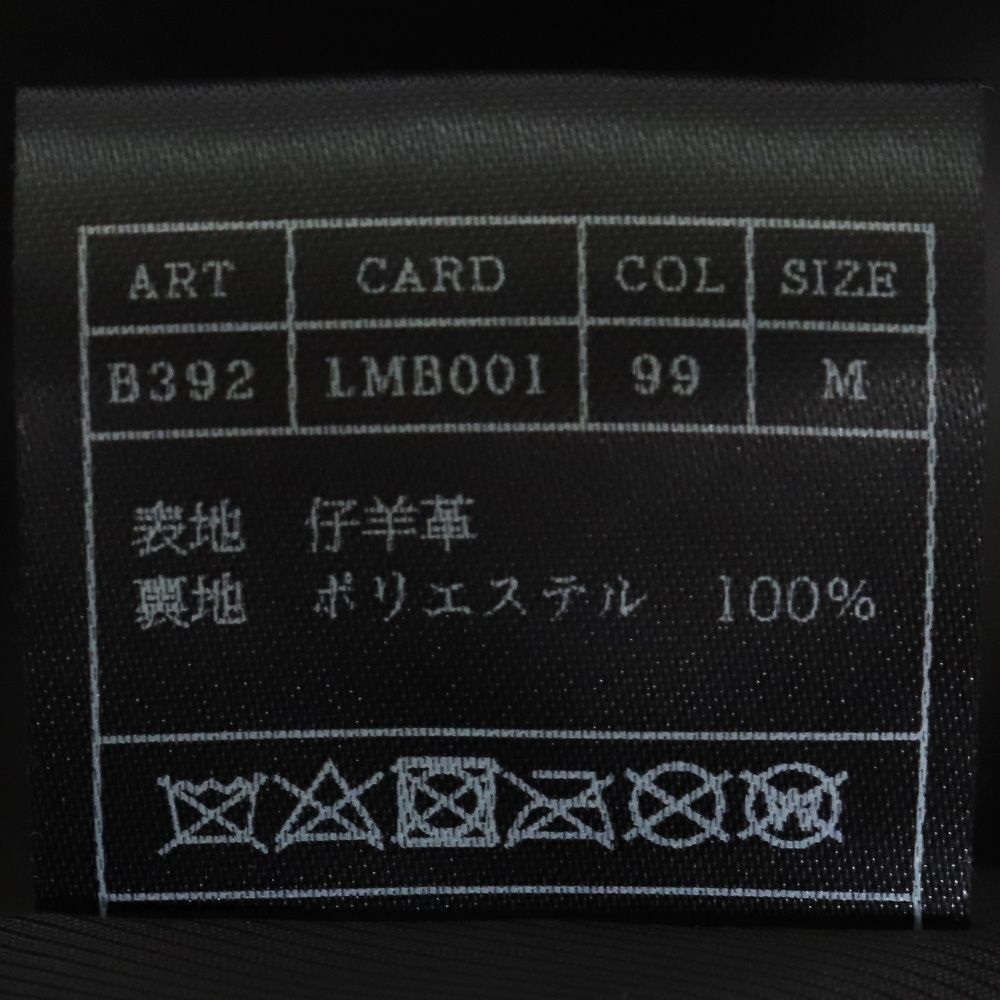 ART CARD COL SIZE
B392 LMB001 99 M
表地 仔羊革
裏地 ポリエステル 100%
W